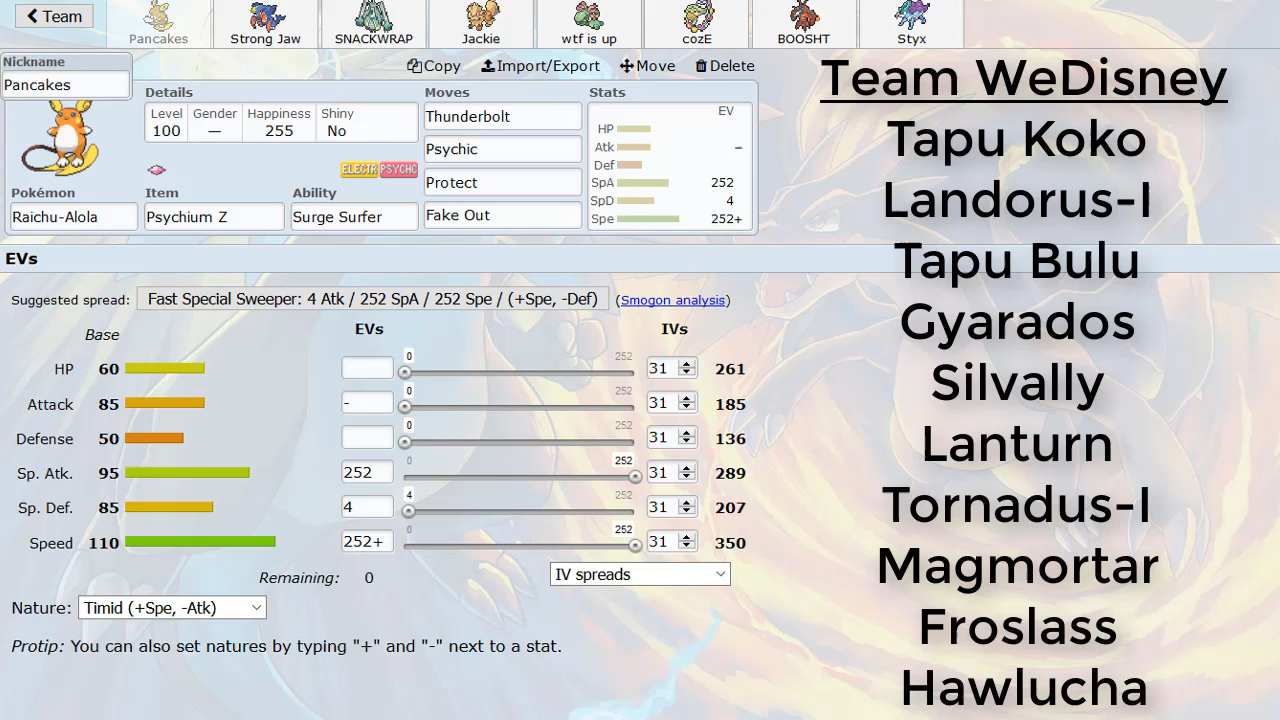 Team
Pancakes
Strong Jaw
SNACKWRAP
Jackie
wtf is up
cozE
BOOSHT
Styx
Nickname
Pancakes
Copy Import/Export Move Delete
Details
Level Gender Happiness Shiny
100 — 255 No
ELECTR PSYCHC
Pokémon Item Ability
Raichu-Alola Psychium Z Surge Surfer
Moves
Thunderbolt
Psychic
Protect
Fake Out
Stats
EV
HP
Atk –
Def
SpA 252
SpD 4
Spe 252+
EVs
Suggested spread: Fast Special Sweeper: 4 Atk / 252 SpA / 252 Spe / (+Spe, -Def) (Smogon analysis)
Base EVs IVs
HP 60 0 252 31 261
Attack 85 - 0 252 31 185
Defense 50 0 252 31 136
Sp. Atk. 95 252 0 252 31 289
Sp. Def. 85 4 4 252 31 207
Speed 110 252+ 0 252 31 350
Remaining: 0 IV spreads
Nature: Timid (+Spe, -Atk)
Protip: You can also set natures by typing "+" and "-" next to a stat.
Team WeDisney
Tapu Koko
Landorus-I
Tapu Bulu
Gyarados
Silvally
Lanturn
Tornadus-I
Magmortar
Froslass
Hawlucha